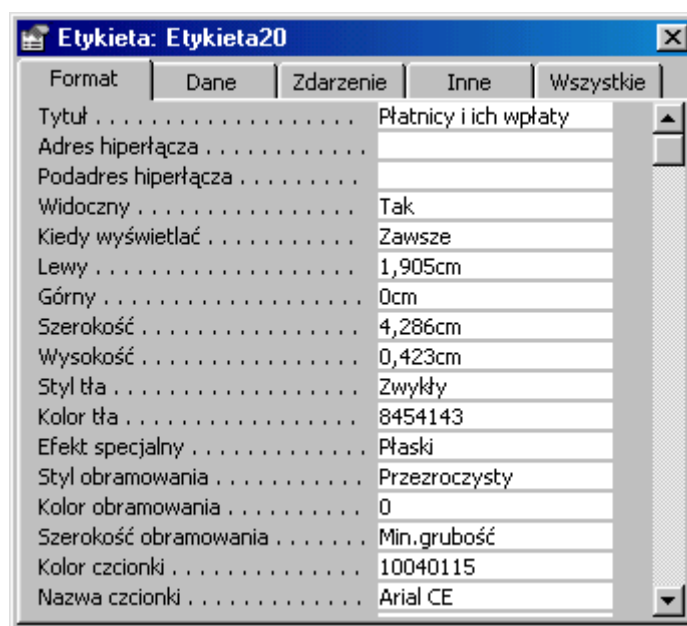 Etykieta: Etykieta20
Format Dane Zdarzenie Inne Wszystkie
Tytuł . . . . . . . . . . . . . . . . . . . Płatnicy i ich wpłaty
Adres hiperłącza . . . . . . . . . . . .
Podadres hiperłącza . . . . . . . . .
Widoczny . . . . . . . . . . . . . . . . Tak
Kiedy wyświetlać . . . . . . . . . . . Zawsze
Lewy . . . . . . . . . . . . . . . . . . . 1,905cm
Górny . . . . . . . . . . . . . . . . . . . 0cm
Szerokość . . . . . . . . . . . . . . . . 4,286cm
Wysokość . . . . . . . . . . . . . . . . 0,423cm
Styl tła . . . . . . . . . . . . . . . . . . Zwykły
Kolor tła . . . . . . . . . . . . . . . . . 8454143
Efekt specjalny . . . . . . . . . . . . . Płaski
Styl obramowania . . . . . . . . . . . Przezroczysty
Kolor obramowania . . . . . . . . . . 0
Szerokość obramowania . . . . . . . Min.grubość
Kolor czcionki . . . . . . . . . . . . . . 10040115
Nazwa czcionki . . . . . . . . . . . . . Arial CE